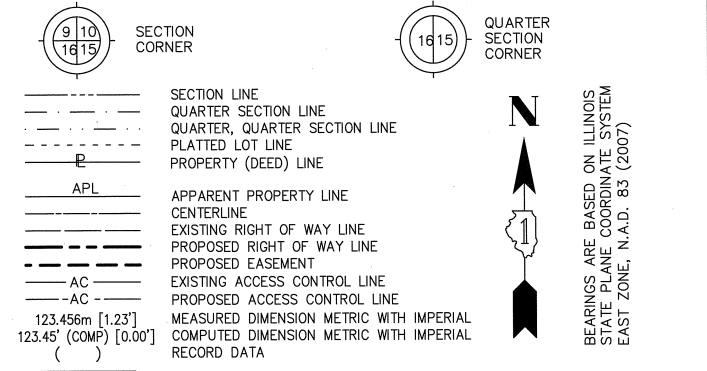 9 10
16 15
SECTION
CORNER
16 15
QUARTER
SECTION
CORNER
SECTION LINE
QUARTER SECTION LINE
QUARTER, QUARTER SECTION LINE
PLATTED LOT LINE
PL PROPERTY (DEED) LINE
APL APPARENT PROPERTY LINE
CENTERLINE
EXISTING RIGHT OF WAY LINE
PROPOSED RIGHT OF WAY LINE
PROPOSED EASEMENT
AC EXISTING ACCESS CONTROL LINE
AC PROPOSED ACCESS CONTROL LINE
123.456m [1.23'] MEASURED DIMENSION METRIC WITH IMPERIAL
123.45' (COMP) [0.00'] COMPUTED DIMENSION METRIC WITH IMPERIAL
( ) RECORD DATA
N
1
BEARINGS ARE BASED ON ILLINOIS
STATE PLANE COORDINATE SYSTEM
EAST ZONE, N.A.D. 83 (2007)